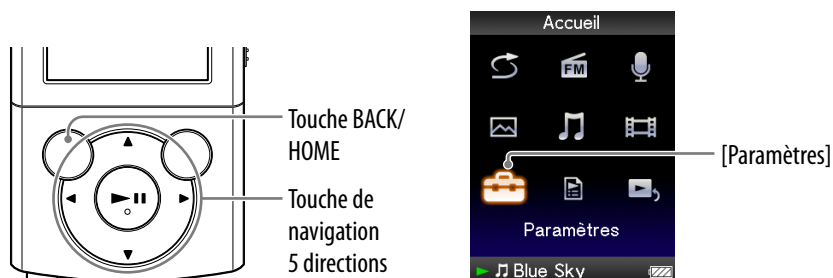 Touche BACK/
HOME
Touche de
navigation
5 directions
Accueil
FM
[Paramètres]
Paramètres
Blue Sky